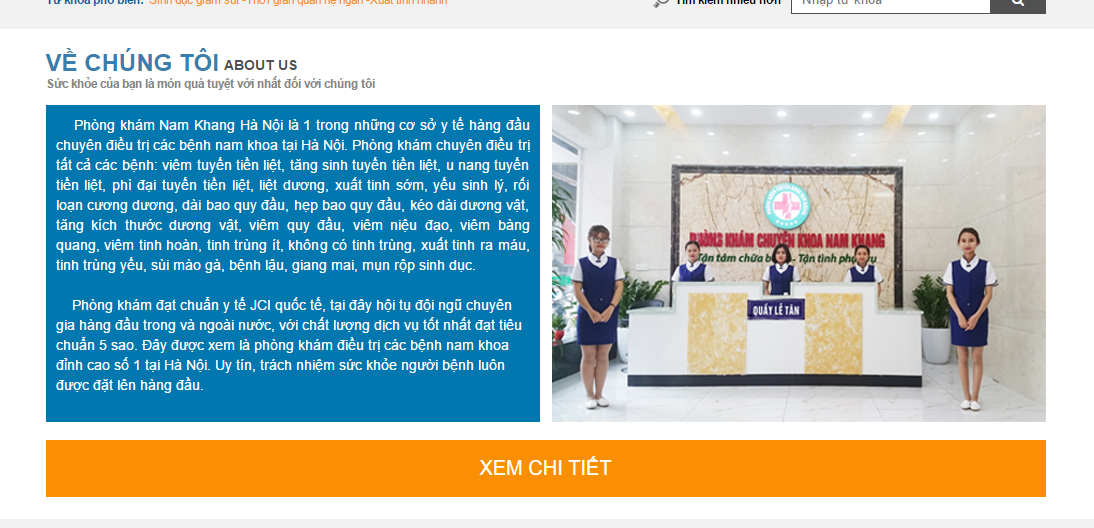 Từ khóa phổ biến: Sinh dục giảm sút -Thời gian quan hệ ngắn -Xuất tinh nhanh
Tìm kiếm nhiều hơn
Nhập từ khóa
VỀ CHÚNG TÔI ABOUT US
Sức khỏe của bạn là món quà tuyệt vời nhất đối với chúng tôi
Phòng khám Nam Khang Hà Nội là 1 trong những cơ sở y tế hàng đầu
chuyên điều trị các bệnh nam khoa tại Hà Nội. Phòng khám chuyên điều trị
tất cả các bệnh: viêm tuyến tiền liệt, tăng sinh tuyến tiền liệt, u nang tuyến
tiền liệt, phì đại tuyến tiền liệt, liệt dương, xuất tinh sớm, yếu sinh lý, rối
loạn cương dương, dài bao quy đầu, hẹp bao quy đầu, kéo dài dương vật,
tăng kích thước dương vật, viêm quy đầu, viêm niệu đạo, viêm bàng
quang, viêm tinh hoàn, tinh trùng ít, không có tinh trùng, xuất tinh ra máu,
tinh trùng yếu, sùi mào gà, bệnh lậu, giang mai, mụn rộp sinh dục.
Phòng khám đạt chuẩn y tế JCI quốc tế, tại đây hội tụ đội ngũ chuyên
gia hàng đầu trong và ngoài nước, với chất lượng dịch vụ tốt nhất đạt tiêu
chuẩn 5 sao. Đây được xem là phòng khám điều trị các bệnh nam khoa
đỉnh cao số 1 tại Hà Nội. Uy tín, trách nhiệm sức khỏe người bệnh luôn
được đặt lên hàng đầu.
PHÒNG KHÁM CHUYÊN KHOA NAM KHANG
Tận tâm chữa - Tận tình
QUẦY LỄ TÂN
XEM CHI TIẾT